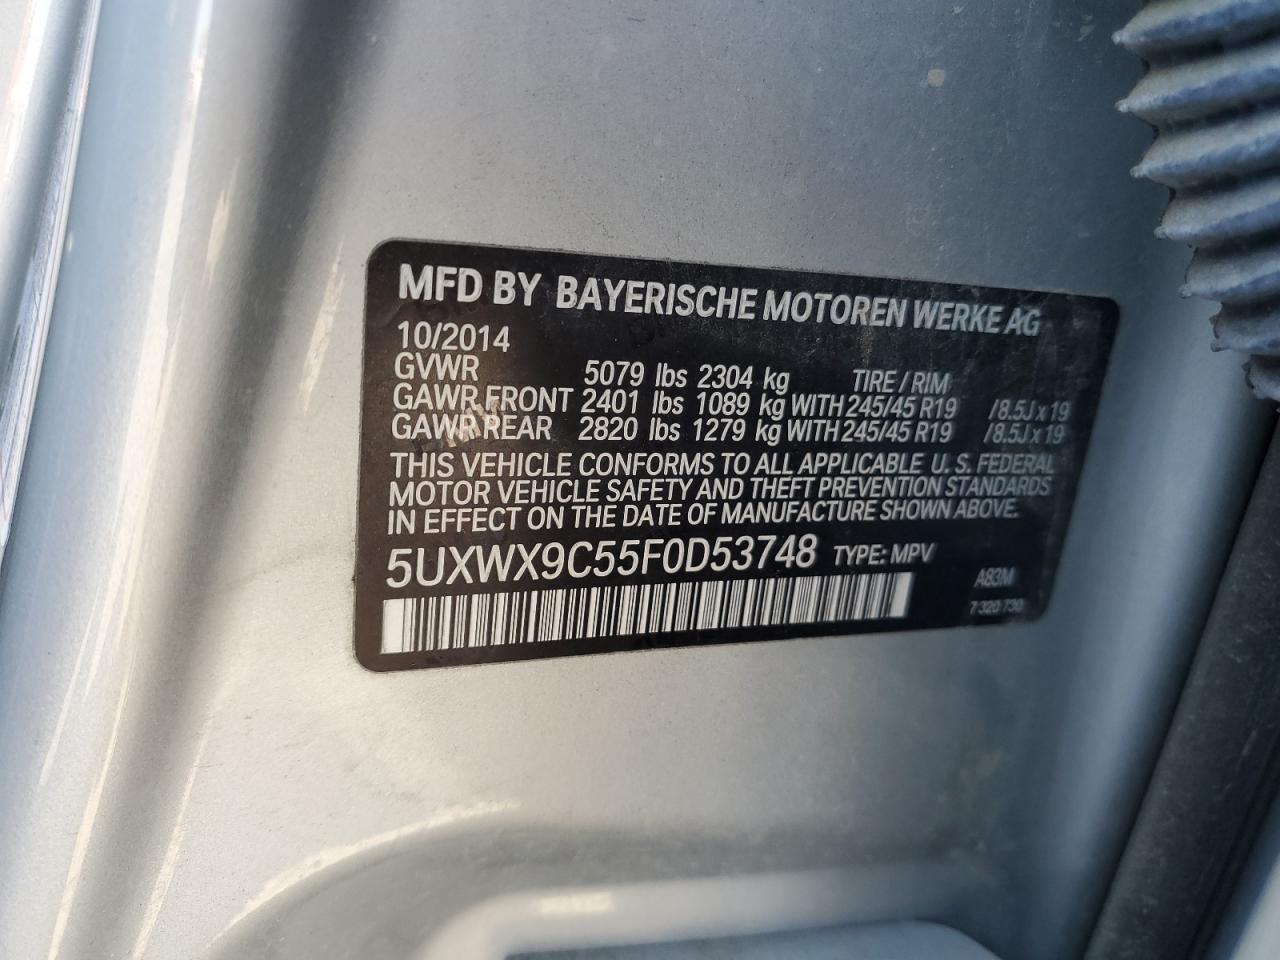 MFD BY BAYERISCHE MOTOREN WERKE AG
10/2014
GVWR 5079 lbs 2304 kg TIRE / RIM
GAWR FRONT 2401 lbs 1089 kg WITH 245/45 R19 /8.5J x 19
GAWR REAR 2820 lbs 1279 kg WITH 245/45 R19 /8.5J x 19
THIS VEHICLE CONFORMS TO ALL APPLICABLE U. S. FEDERAL
MOTOR VEHICLE SAFETY AND THEFT PREVENTION STANDARDS
IN EFFECT ON THE DATE OF MANUFACTURE SHOWN ABOVE.
5UXWX9C55F0D53748 TYPE: MPV
A83M
7 320 730